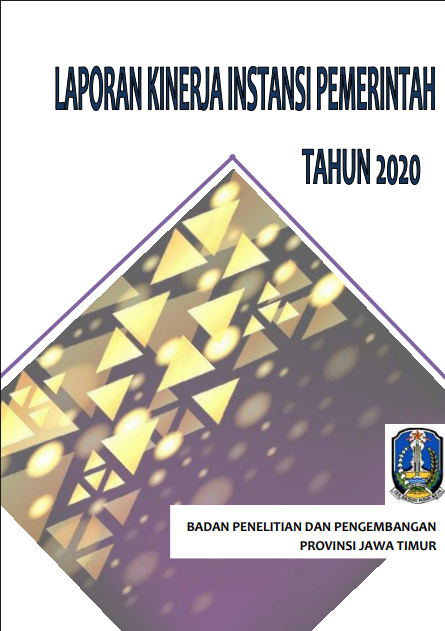 LAPORAN KINERJA INSTANSI PEMERINTAH
TAHUN 2020
BADAN PENELITIAN DAN PENGEMBANGAN
PROVINSI JAWA TIMUR